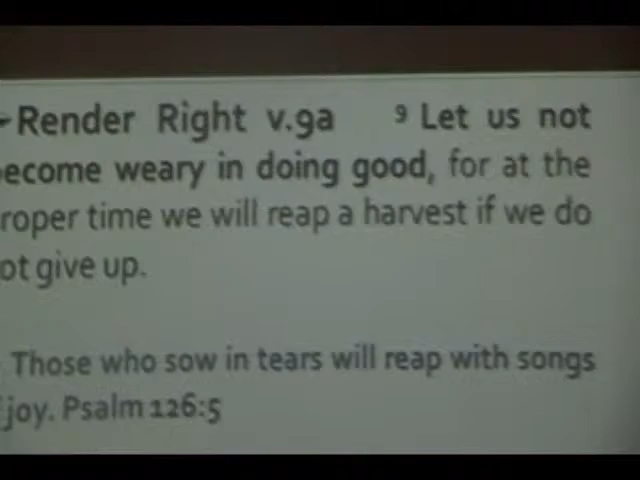 Render Right v.9a 9 Let us not
ecome weary in doing good, for at the
roper time we will reap a harvest if we do
ot give up.
Those who sow in tears will reap with songs
joy. Psalm 126:5